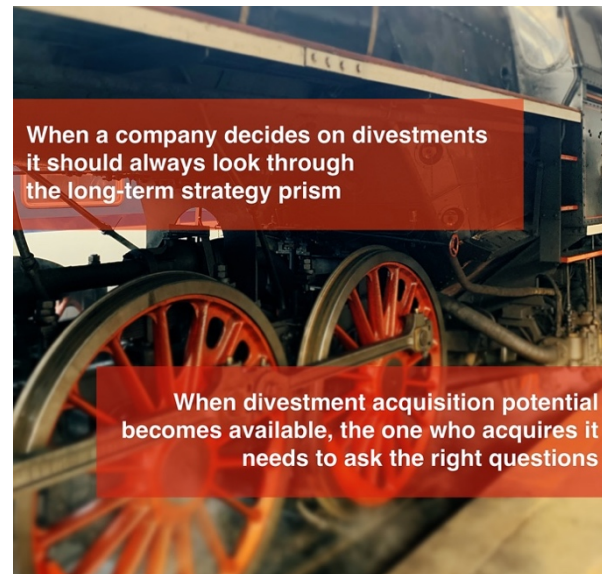 When a company decides on divestments
it should always look through
the long-term strategy prism
When divestment acquisition potential
becomes available, the one who acquires it
needs to ask the right questions